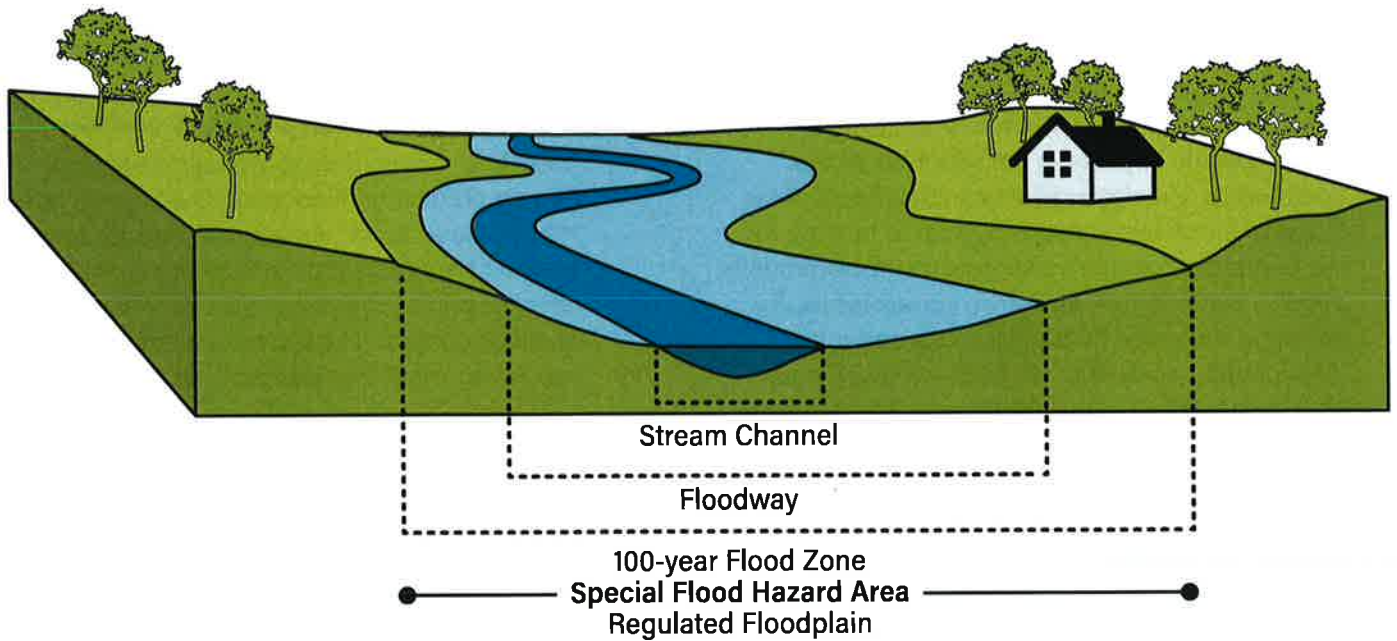 Stream Channel
Floodway
100-year Flood Zone
Special Flood Hazard Area
Regulated Floodplain